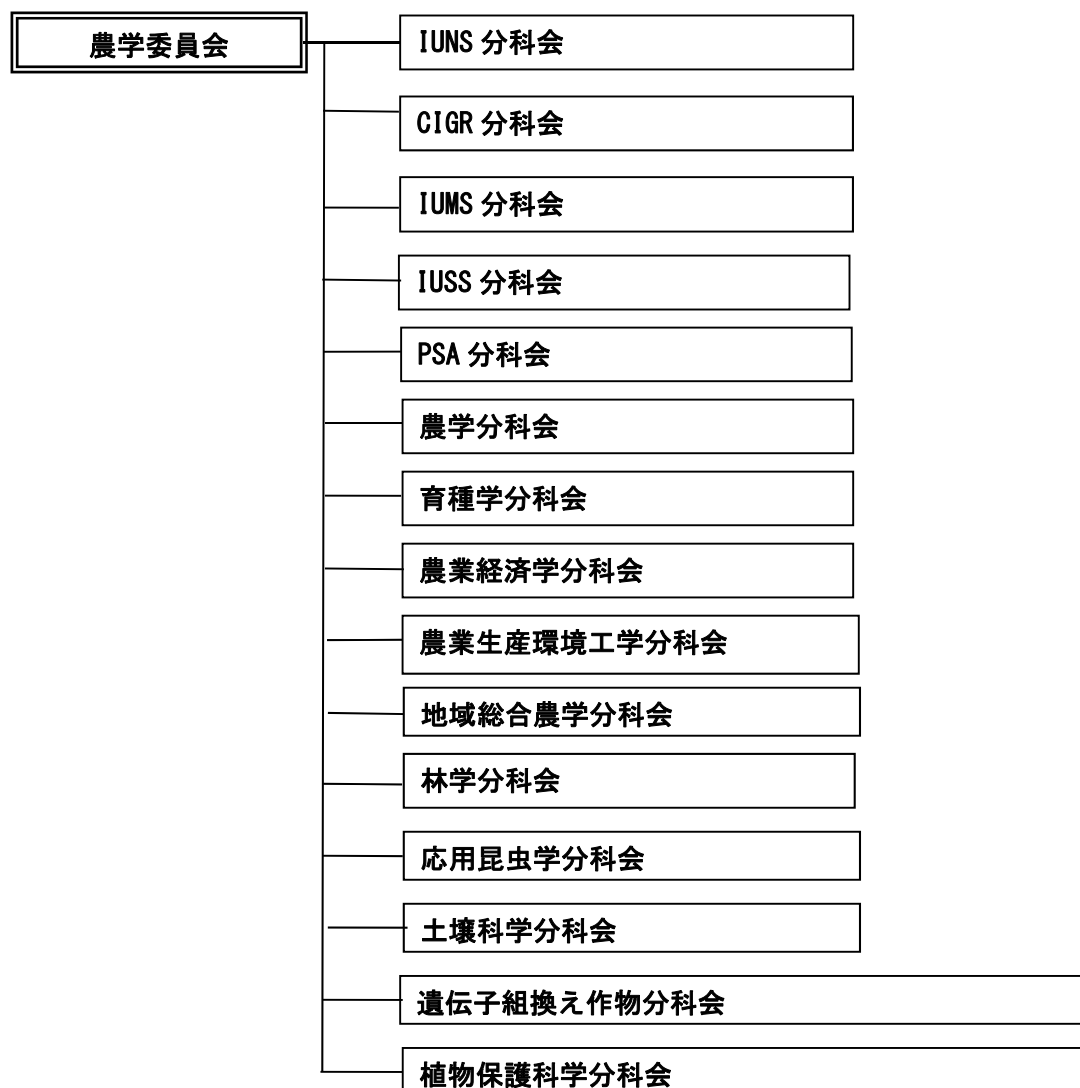 農学委員会
IUNS 分科会
CIGR 分科会
IUMS 分科会
IUSS 分科会
PSA 分科会
農学分科会
育種学分科会
農業経済学分科会
農業生産環境工学分科会
地域総合農学分科会
林学分科会
応用昆虫学分科会
土壌科学分科会
遺伝子組換え作物分科会
植物保護科学分科会